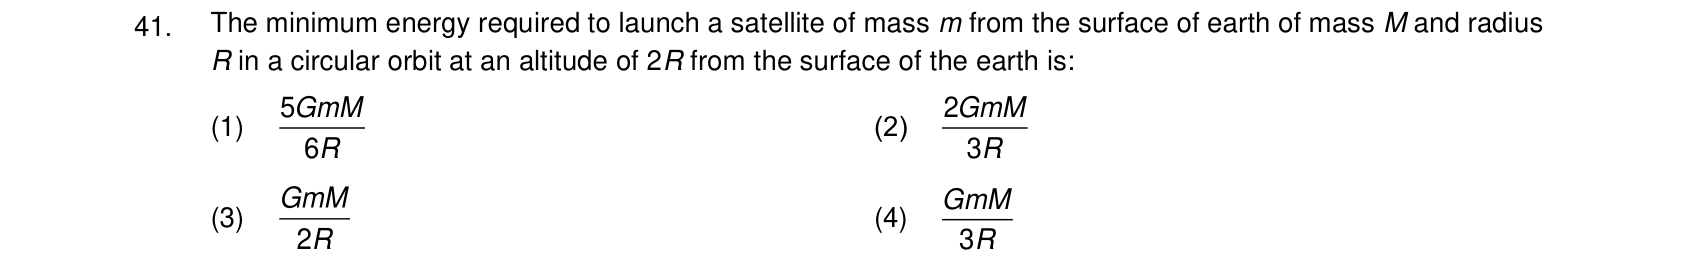 41. The minimum energy required to launch a satellite of mass m from the surface of earth of mass M and radius
R in a circular orbit at an altitude of 2R from the surface of the earth is:
(1) 5GmM/6R (2) 2GmM/3R
(3) GmM/2R (4) GmM/3R